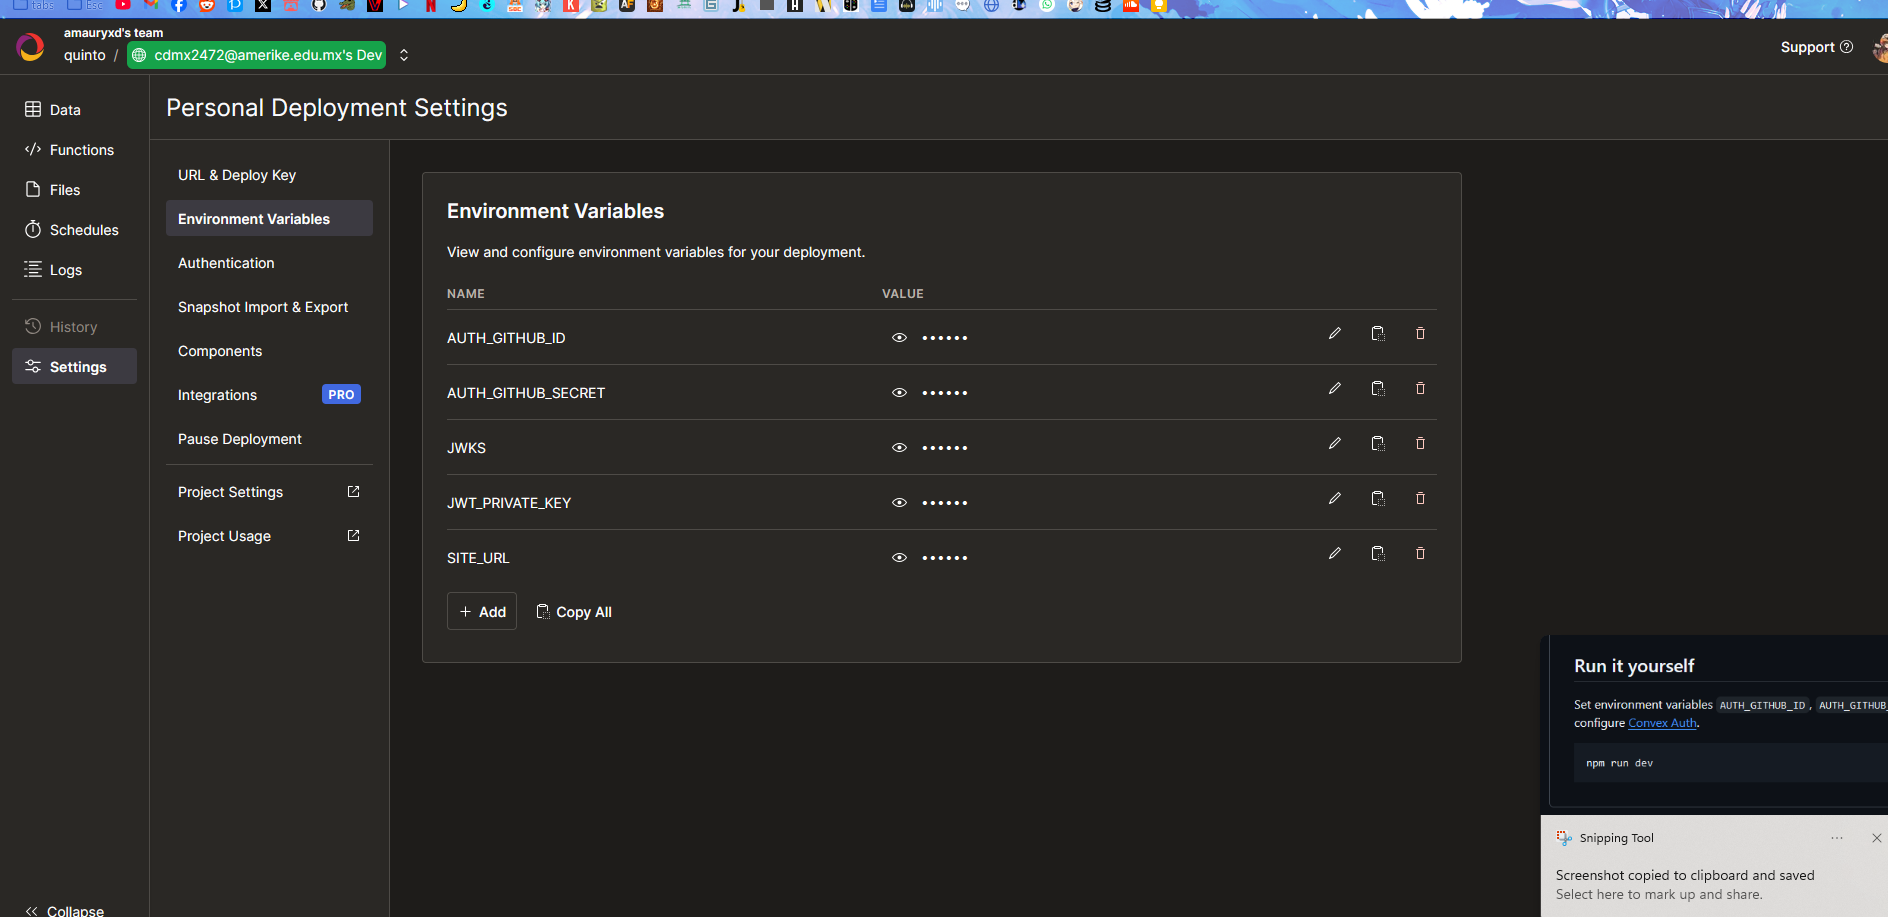 tabs
Esc
amauryxd's team
quinto / cdmx2472@amerike.edu.mx's Dev
Support
Data
Functions
Files
Schedules
Logs
History
Settings
Collapse
Personal Deployment Settings
URL & Deploy Key
Environment Variables
Authentication
Snapshot Import & Export
Components
Integrations PRO
Pause Deployment
Project Settings
Project Usage
Environment Variables
View and configure environment variables for your deployment.
NAME VALUE
AUTH_GITHUB_ID ••••••
AUTH_GITHUB_SECRET ••••••
JWKS ••••••
JWT_PRIVATE_KEY ••••••
SITE_URL ••••••
+ Add Copy All
Run it yourself
Set environment variables AUTH_GITHUB_ID, AUTH_GITHUB_
configure Convex Auth.
npm run dev
Snipping Tool
Screenshot copied to clipboard and saved
Select here to mark up and share.